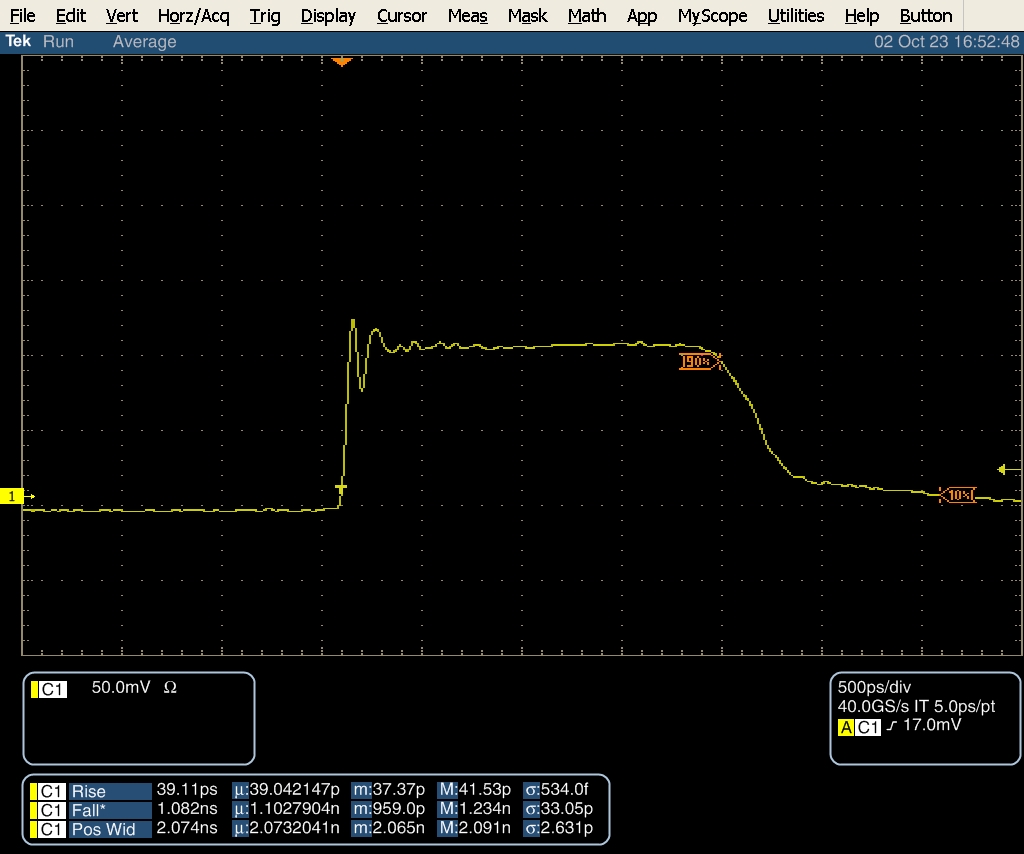 File Edit Vert Horz/Acq Trig Display Cursor Meas Mask Math App MyScope Utilities Help Button
Tek Run Average 02 Oct 23 16:52:48
90%
1
10%
C1 50.0mV Ω
500ps/div
40.0GS/s IT 5.0ps/pt
A C1 17.0mV
C1 Rise 39.11ps µ:39.042147p m:37.37p M:41.53p σ:534.0f
C1 Fall* 1.082ns µ:1.1027904n m:959.0p M:1.234n σ:33.05p
C1 Pos Wid 2.074ns µ:2.0732041n m:2.065n M:2.091n σ:2.631p